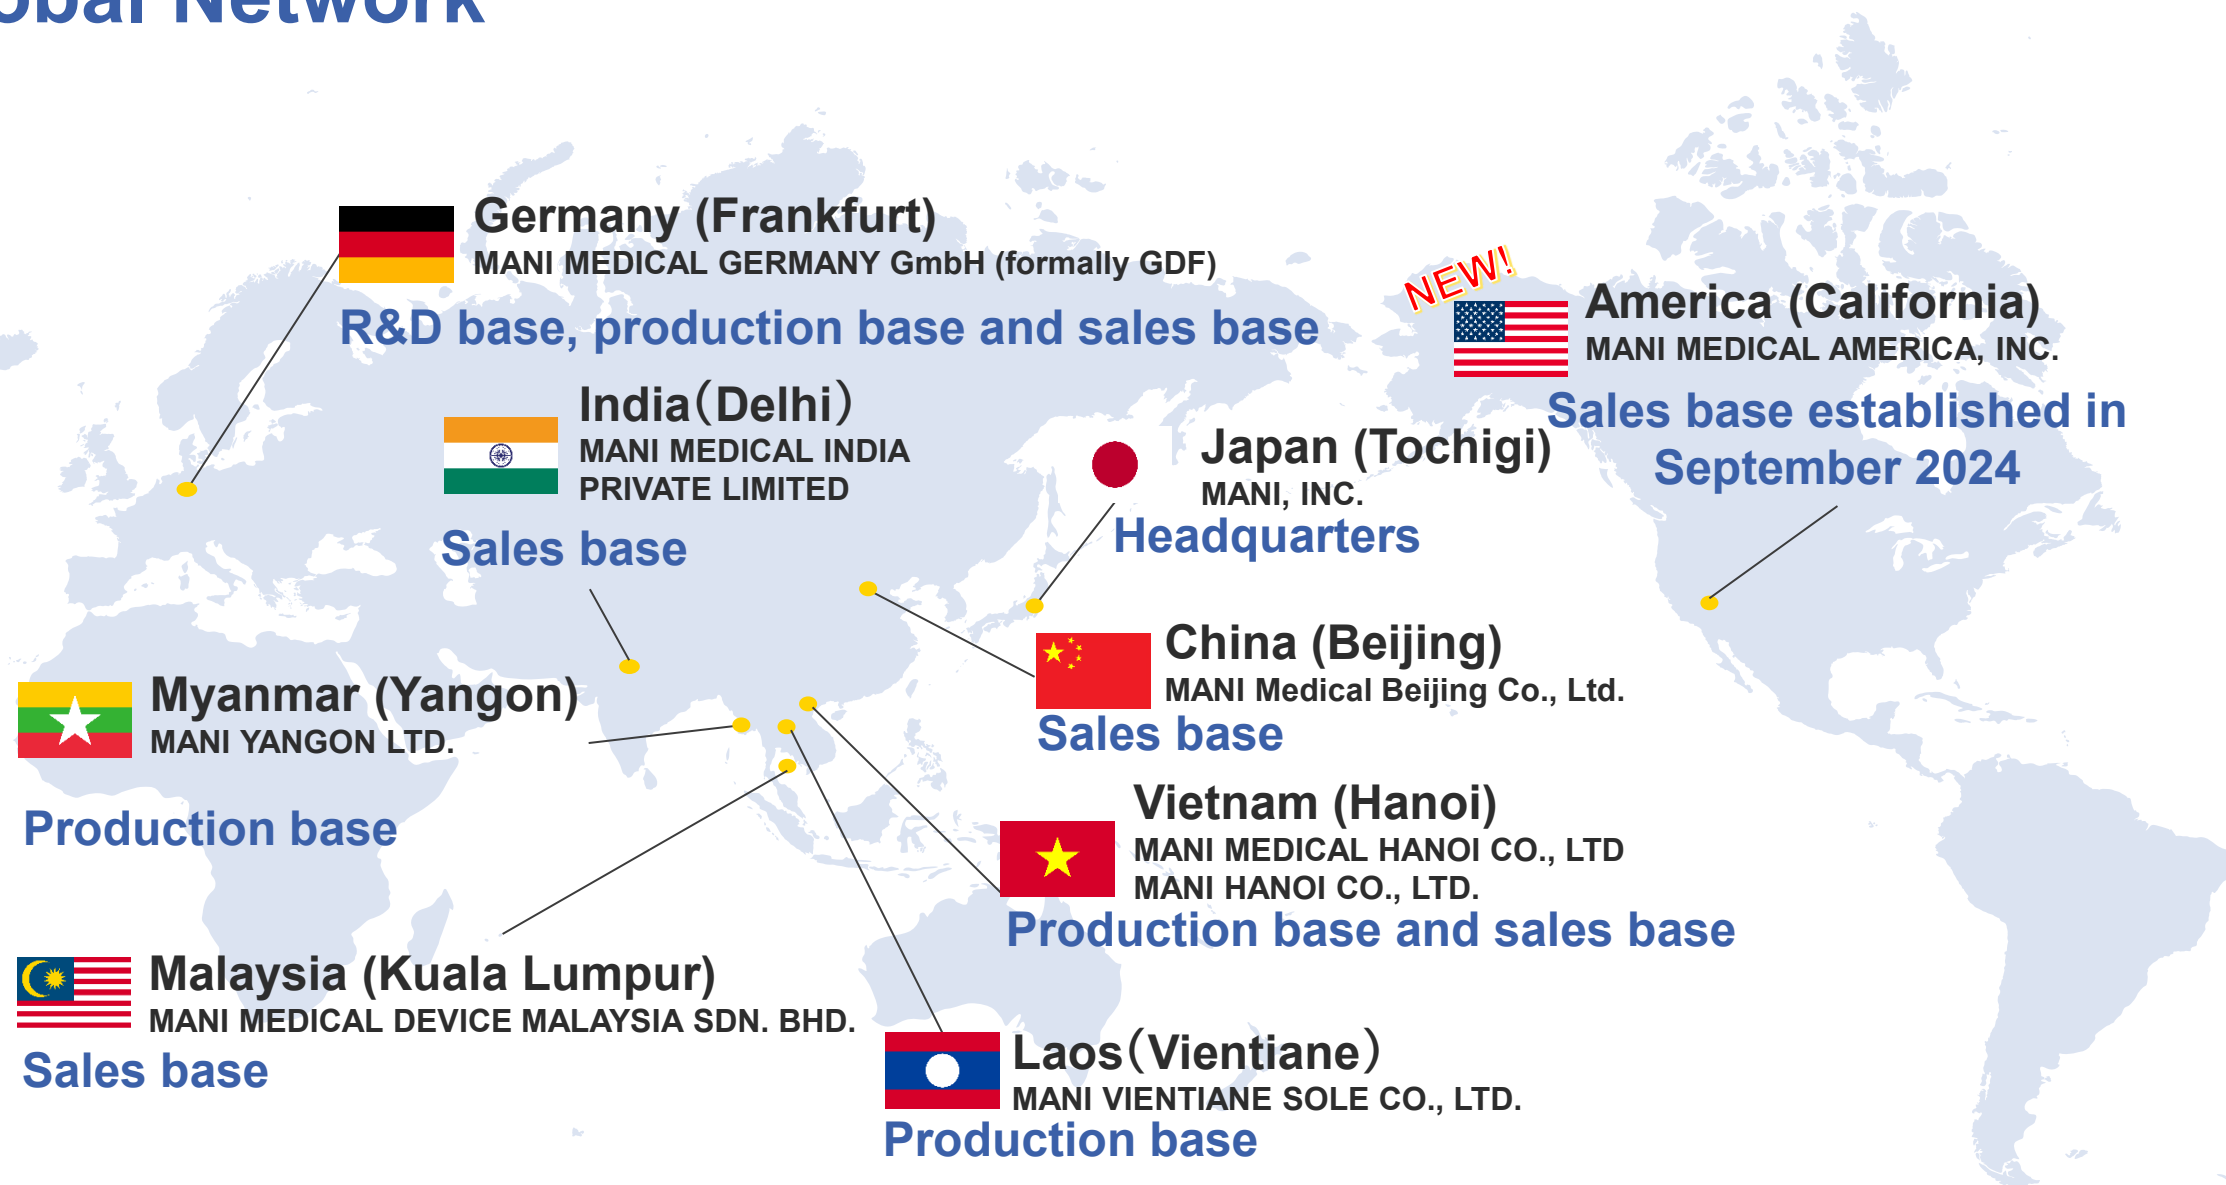 Global Network
Germany (Frankfurt)
MANI MEDICAL GERMANY GmbH (formally GDF)
R&D base, production base and sales base
NEW!
America (California)
MANI MEDICAL AMERICA, INC.
Sales base established in
September 2024
India（Delhi）
MANI MEDICAL INDIA
PRIVATE LIMITED
Sales base
Japan (Tochigi)
MANI, INC.
Headquarters
China (Beijing)
MANI Medical Beijing Co., Ltd.
Sales base
Myanmar (Yangon)
MANI YANGON LTD.
Production base
Vietnam (Hanoi)
MANI MEDICAL HANOI CO., LTD
MANI HANOI CO., LTD.
Production base and sales base
Malaysia (Kuala Lumpur)
MANI MEDICAL DEVICE MALAYSIA SDN. BHD.
Sales base
Laos（Vientiane）
MANI VIENTIANE SOLE CO., LTD.
Production base